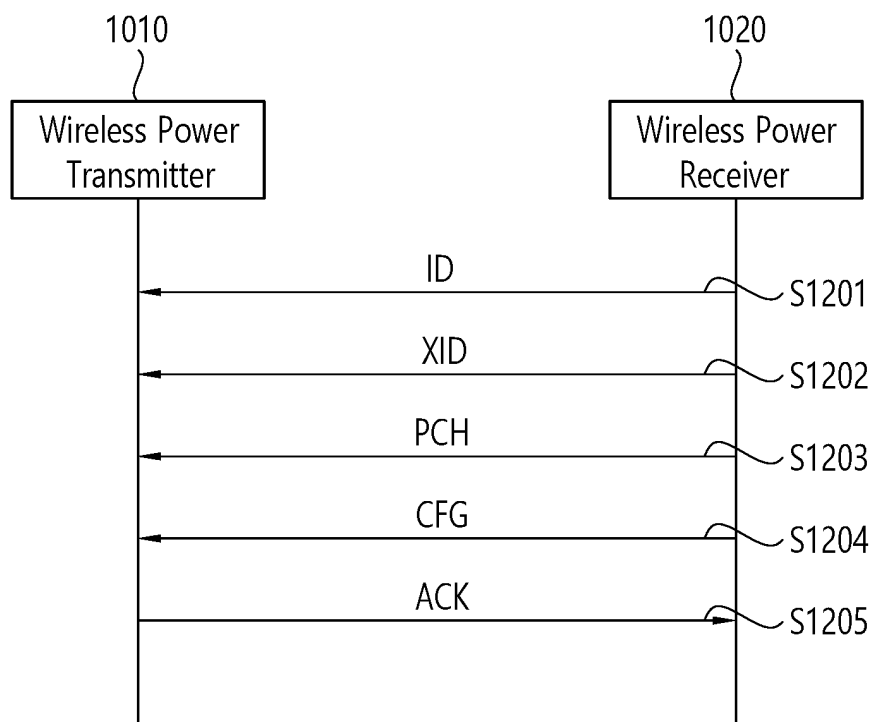 1010
1020
Wireless Power
Transmitter
Wireless Power
Receiver
ID
S1201
XID
S1202
PCH
S1203
CFG
S1204
ACK
S1205